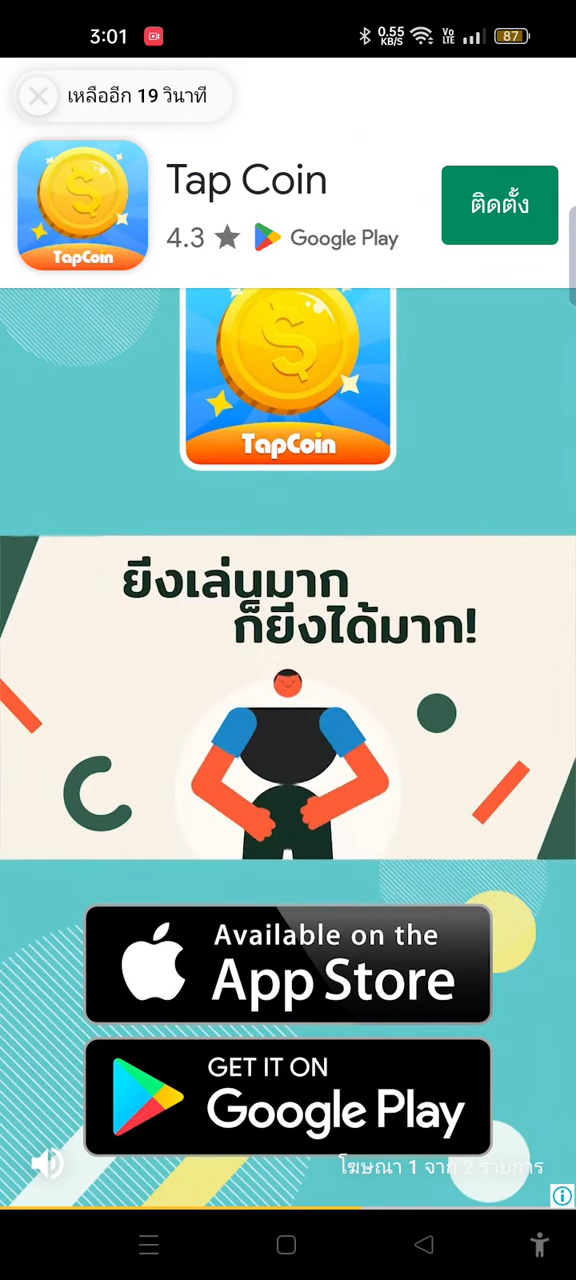 3:01
0.55
KB/S
Vo
LTE
87
เหลืออีก 19 วินาที
Tap Coin
4.3
Google Play
ติดตั้ง
TapCoin
TapCoin
ยิ่งเล่นมาก
ก็ยิ่งได้มาก!
Available on the
App Store
GET IT ON
Google Play
โฆษณา 1 จาก 2 รายการ